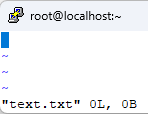 root@localhost:~
~
~
~
"text.txt" 0L, 0B